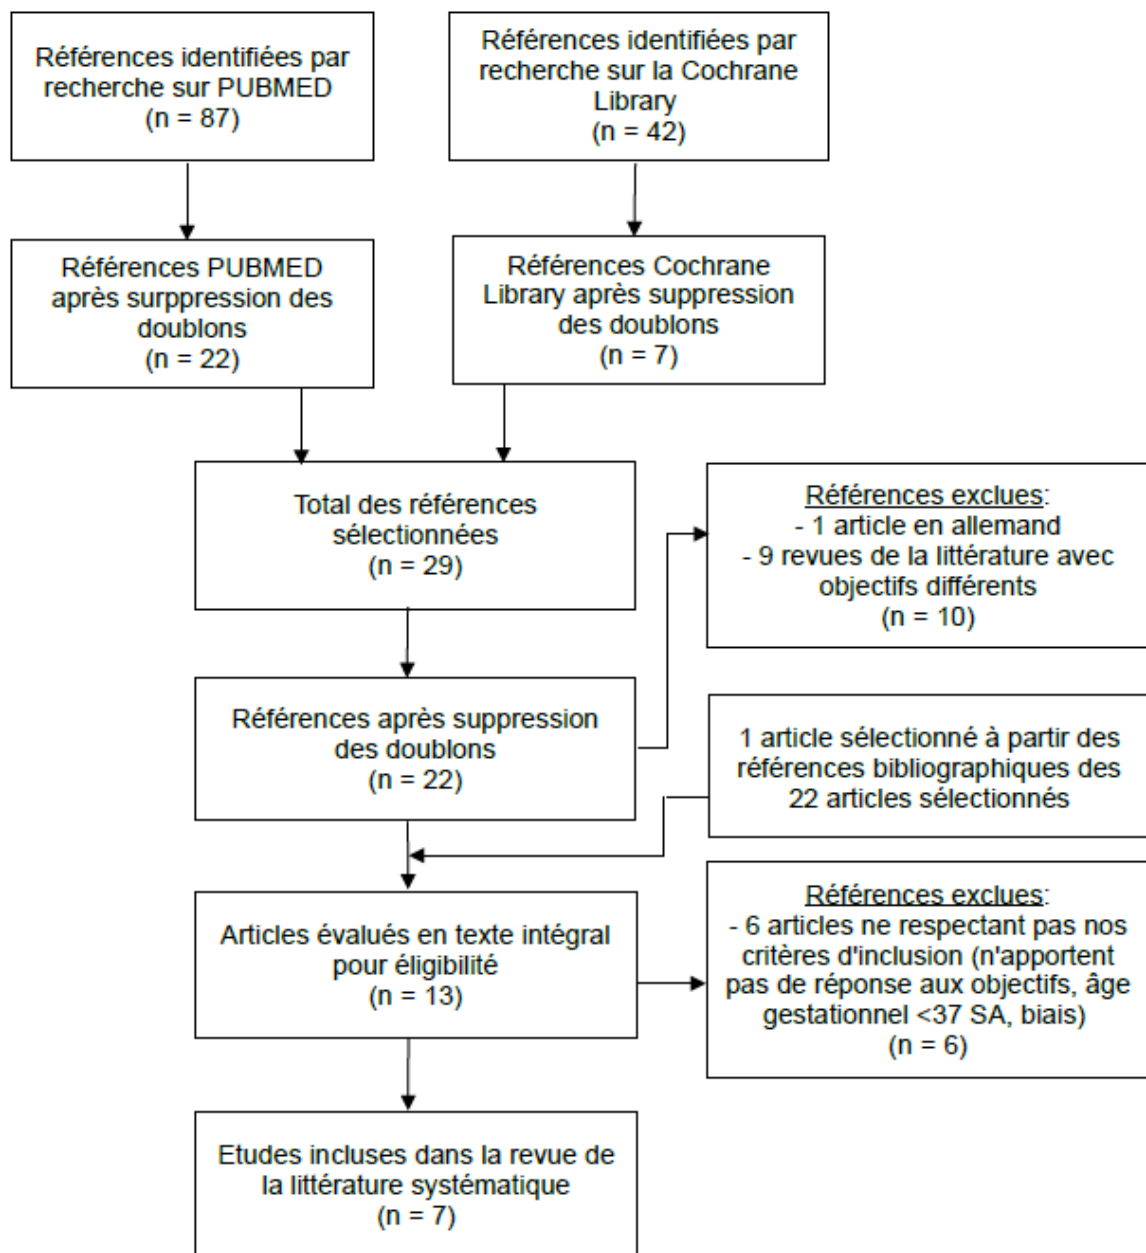 Références identifiées par
recherche sur PUBMED
(n = 87)
Références identifiées par
recherche sur la Cochrane
Library
(n = 42)
Références PUBMED
après surppression des
doublons
(n = 22)
Références Cochrane
Library après suppression
des doublons
(n = 7)
Total des références
sélectionnées
(n = 29)
Références exclues:
- 1 article en allemand
- 9 revues de la littérature avec
objectifs différents
(n = 10)
Références après suppression
des doublons
(n = 22)
1 article sélectionné à partir des
références bibliographiques des
22 articles sélectionnés
Articles évalués en texte intégral
pour éligibilité
(n = 13)
Références exclues:
- 6 articles ne respectant pas nos
critères d'inclusion (n'apportent
pas de réponse aux objectifs, âge
gestationnel <37 SA, biais)
(n = 6)
Etudes incluses dans la revue de
la littérature systématique
(n = 7)